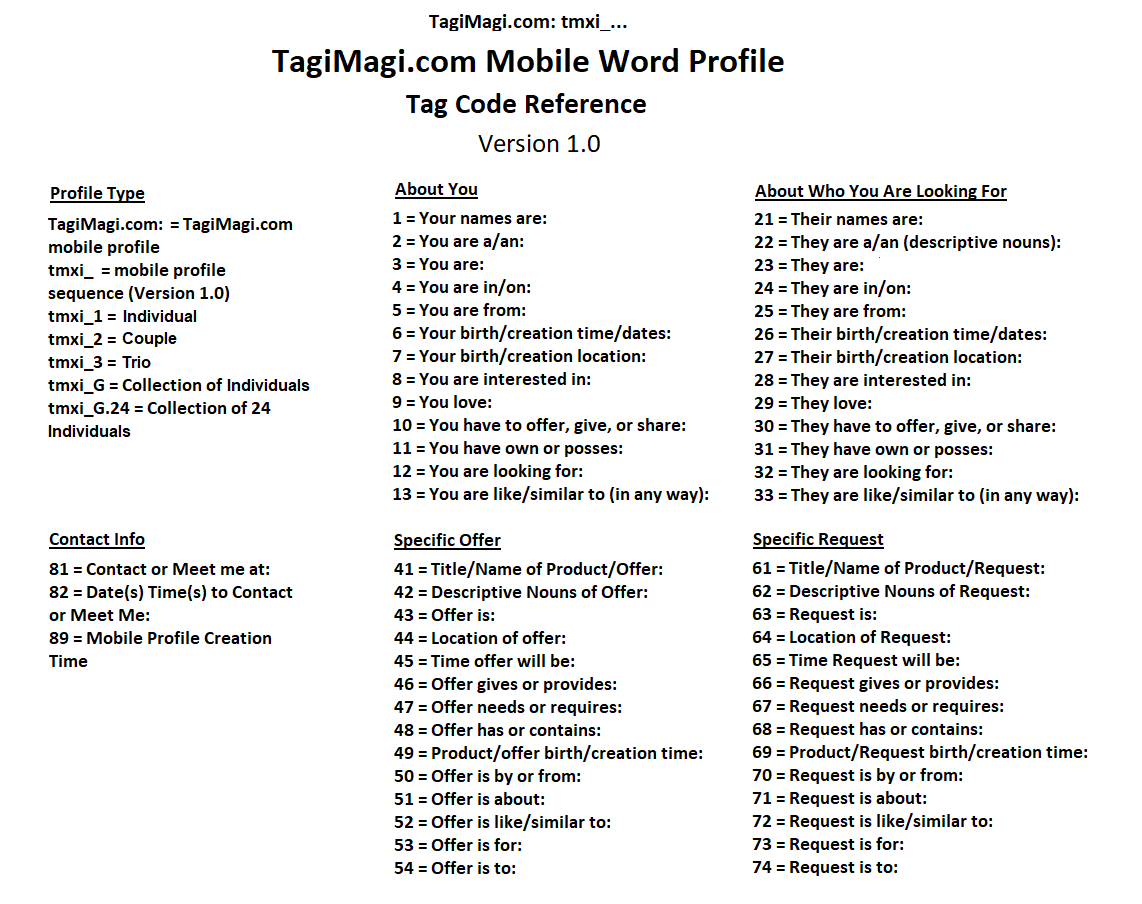 TagiMagi.com: tmxi_...
TagiMagi.com Mobile Word Profile
Tag Code Reference
Version 1.0
Profile Type
TagiMagi.com: = TagiMagi.com
mobile profile
tmxi_ = mobile profile
sequence (Version 1.0)
tmxi_1 = Individual
tmxi_2 = Couple
tmxi_3 = Trio
tmxi_G = Collection of Individuals
tmxi_G.24 = Collection of 24
Individuals
About You
1 = Your names are:
2 = You are a/an:
3 = You are:
4 = You are in/on:
5 = You are from:
6 = Your birth/creation time/dates:
7 = Your birth/creation location:
8 = You are interested in:
9 = You love:
10 = You have to offer, give, or share:
11 = You have own or posses:
12 = You are looking for:
13 = You are like/similar to (in any way):
About Who You Are Looking For
21 = Their names are:
22 = They are a/an (descriptive nouns):
23 = They are:
24 = They are in/on:
25 = They are from:
26 = Their birth/creation time/dates:
27 = Their birth/creation location:
28 = They are interested in:
29 = They love:
30 = They have to offer, give, or share:
31 = They have own or posses:
32 = They are looking for:
33 = They are like/similar to (in any way):
Contact Info
81 = Contact or Meet me at:
82 = Date(s) Time(s) to Contact
or Meet Me:
89 = Mobile Profile Creation
Time
Specific Offer
41 = Title/Name of Product/Offer:
42 = Descriptive Nouns of Offer:
43 = Offer is:
44 = Location of offer:
45 = Time offer will be:
46 = Offer gives or provides:
47 = Offer needs or requires:
48 = Offer has or contains:
49 = Product/offer birth/creation time:
50 = Offer is by or from:
51 = Offer is about:
52 = Offer is like/similar to:
53 = Offer is for:
54 = Offer is to:
Specific Request
61 = Title/Name of Product/Request:
62 = Descriptive Nouns of Request:
63 = Request is:
64 = Location of Request:
65 = Time Request will be:
66 = Request gives or provides:
67 = Request needs or requires:
68 = Request has or contains:
69 = Product/Request birth/creation time:
70 = Request is by or from:
71 = Request is about:
72 = Request is like/similar to:
73 = Request is for:
74 = Request is to: